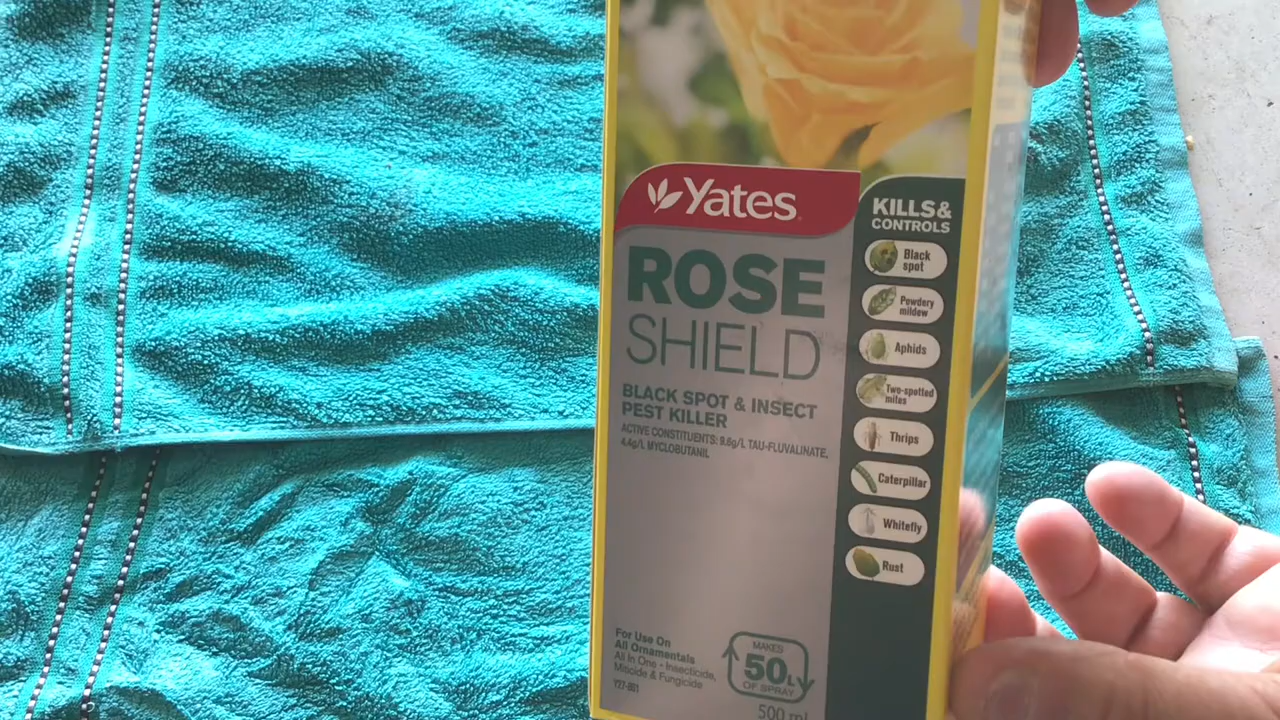 Yates
ROSE
SHIELD
BLACK SPOT & INSECT
PEST KILLER
ACTIVE CONSTITUENTS: 9.6g/L TAU-FLUVALINATE,
4.4g/L MYCLOBUTANIL
KILLS &
CONTROLS
Black
spot
Powdery
mildew
Aphids
Two-spotted
mites
Thrips
Caterpillar
Whitefly
Rust
For Use On
All Ornamentals
All In One • Insecticide,
Miticide & Fungicide
MAKES
50L
OF SPRAY
500 ml